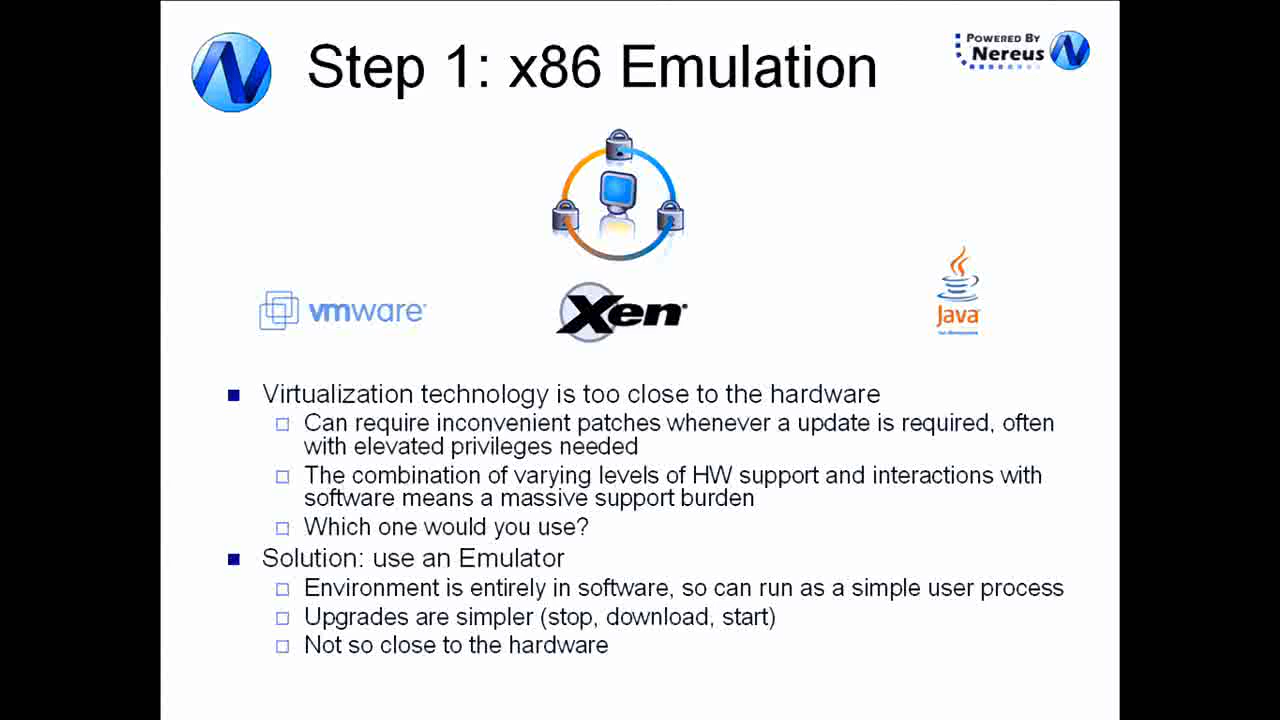 Step 1: x86 Emulation
POWERED BY
Nereus
vmware
Xen
Java
Virtualization technology is too close to the hardware
Can require inconvenient patches whenever a update is required, often
with elevated privileges needed
The combination of varying levels of HW support and interactions with
software means a massive support burden
Which one would you use?
Solution: use an Emulator
Environment is entirely in software, so can run as a simple user process
Upgrades are simpler (stop, download, start)
Not so close to the hardware